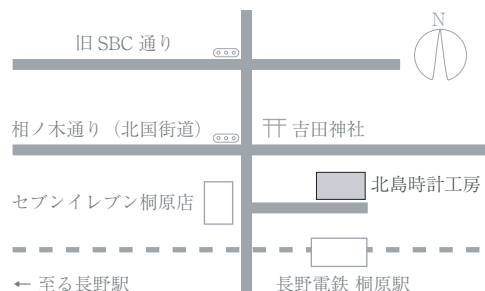 N
旧 SBC 通り
相ノ木通り（北国街道）
吉田神社
北島時計工房
セブンイレブン桐原店
← 至る長野駅
長野電鉄 桐原駅